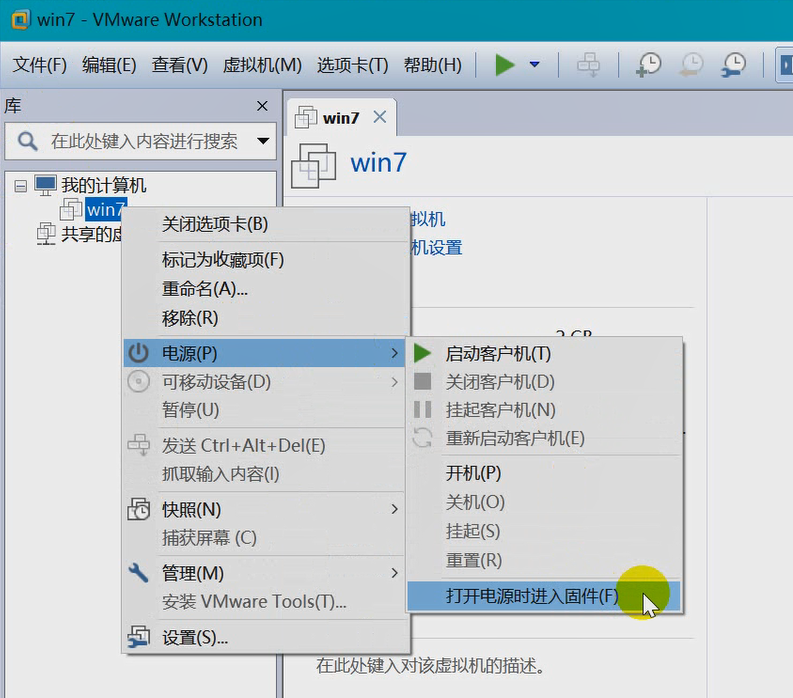 win7 - VMware Workstation
文件(F) 编辑(E) 查看(V) 虚拟机(M) 选项卡(T) 帮助(H)
库
在此处键入内容进行搜索
我的计算机
win7
共享的虚
win7
win7
拟机
机设置
关闭选项卡(B)
标记为收藏项(F)
重命名(A)...
移除(R)
电源(P)
可移动设备(D)
暂停(U)
发送 Ctrl+Alt+Del(E)
抓取输入内容(I)
快照(N)
捕获屏幕 (C)
管理(M)
安装 VMware Tools(T)...
设置(S)...
启动客户机(T)
关闭客户机(D)
挂起客户机(N)
重新启动客户机(E)
开机(P)
关机(O)
挂起(S)
重置(R)
打开电源时进入固件(F)
在此处键入对该虚拟机的描述。